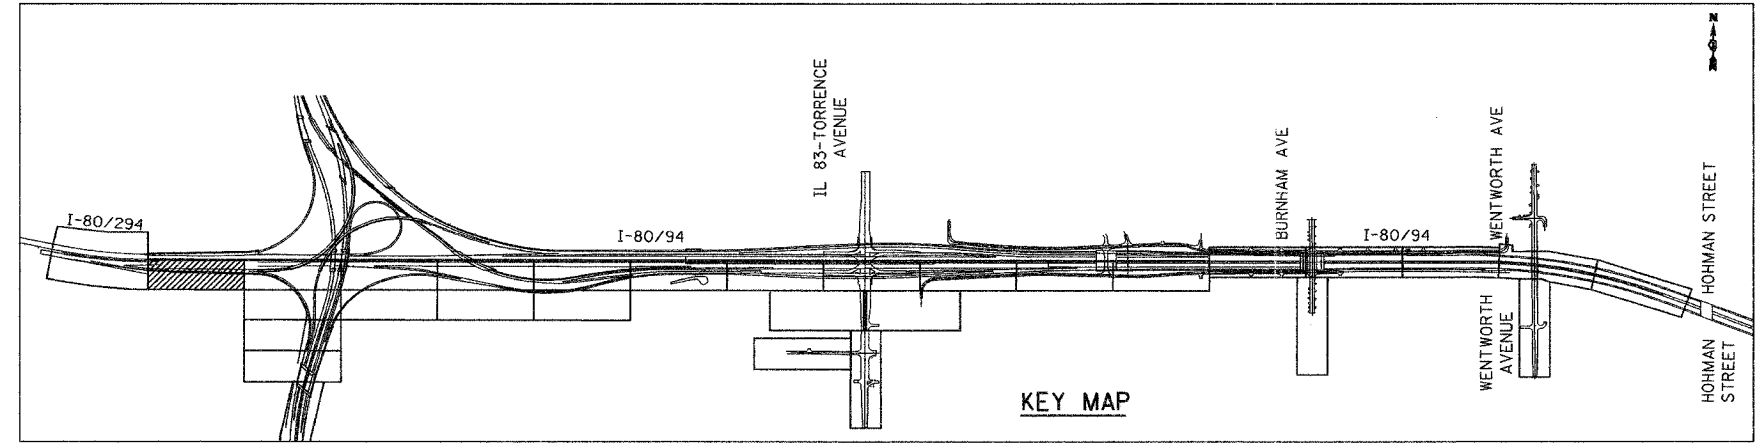 N
IL 83-TORRENCE
AVENUE
BURNHAM AVE
WENTWORTH AVE
HOHMAN STREET
I-80/294
I-80/94
I-80/94
WENTWORTH
AVENUE
HOHMAN
STREET
KEY MAP